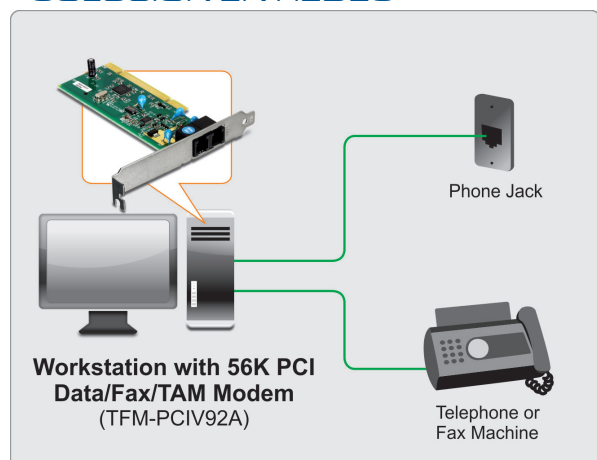 Phone Jack
Workstation with 56K PCI
Data/Fax/TAM Modem
(TFM-PCIV92A)
Telephone or
Fax Machine